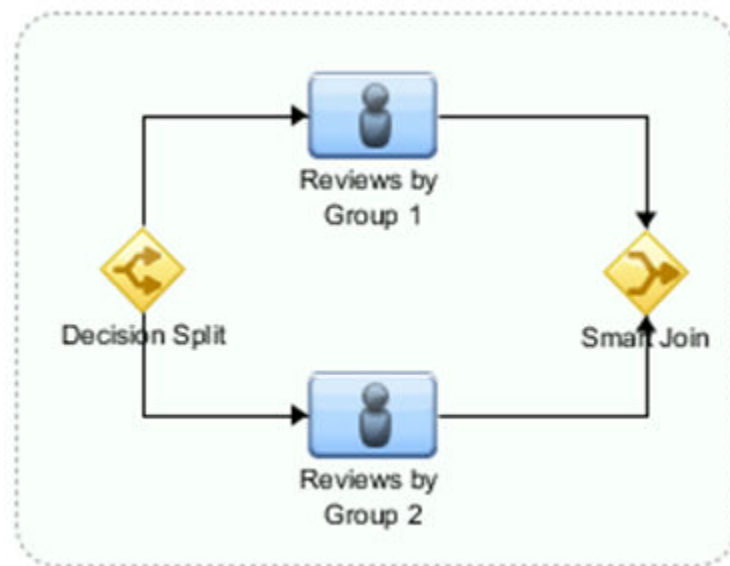 Reviews by
Group 1
Decision Split
Smart Join
Reviews by
Group 2